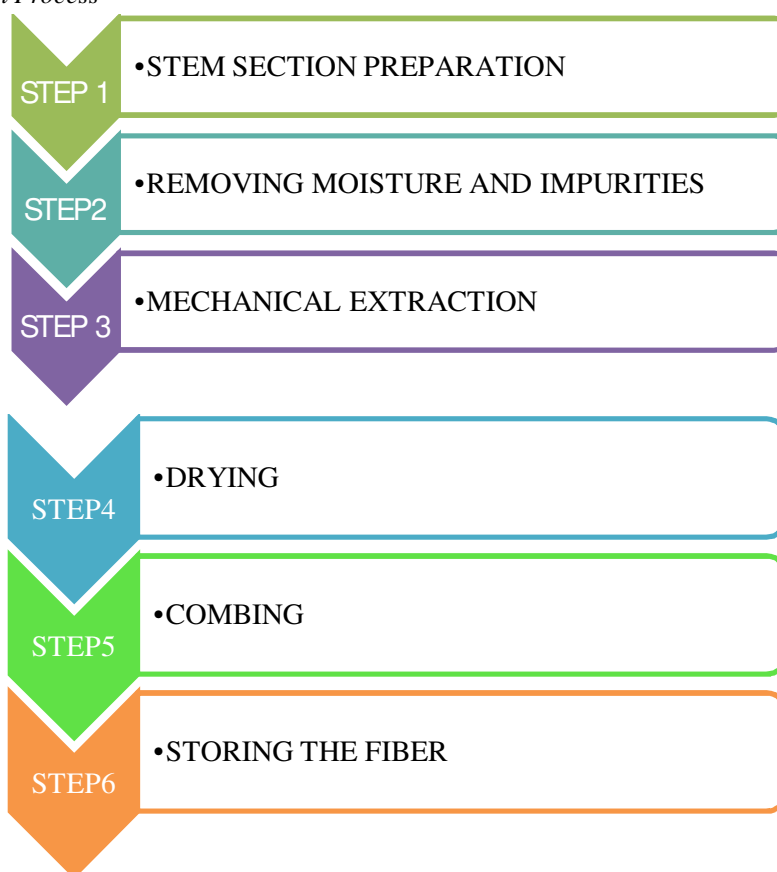 Process
STEP 1
•STEM SECTION PREPARATION
STEP2
•REMOVING MOISTURE AND IMPURITIES
STEP 3
•MECHANICAL EXTRACTION
STEP4
•DRYING
STEP5
•COMBING
STEP6
•STORING THE FIBER